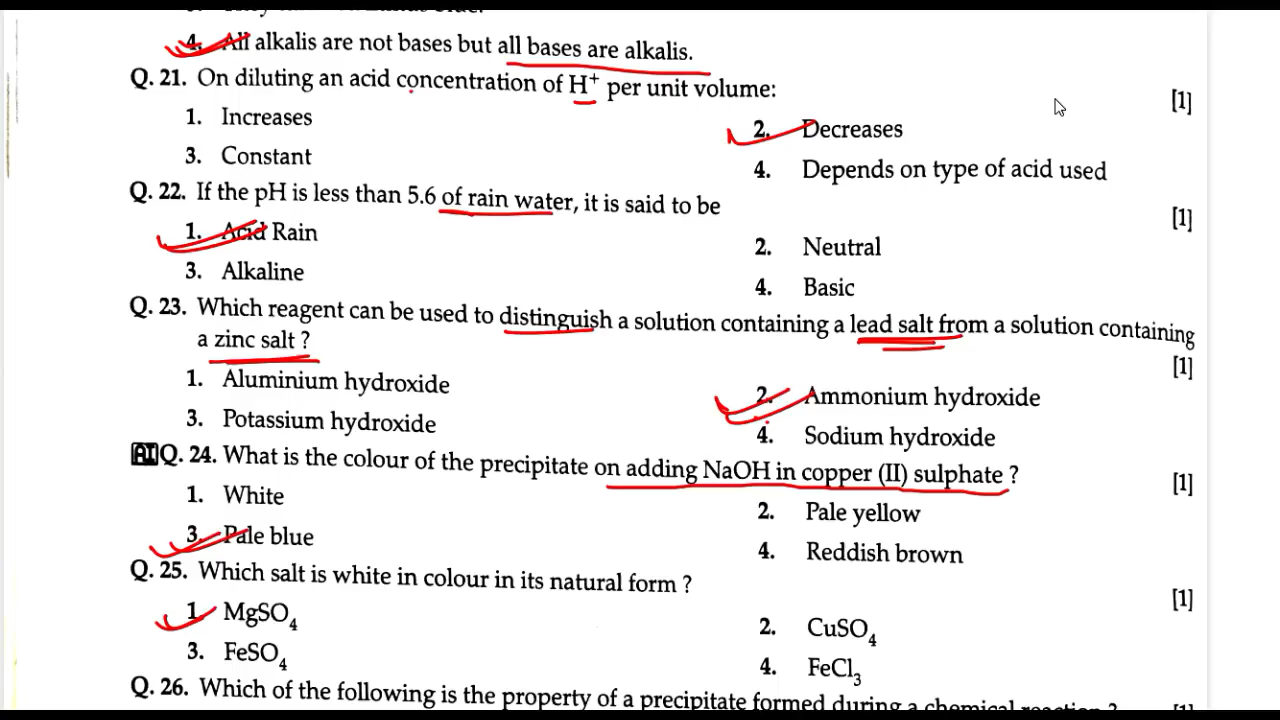 4. All alkalis are not bases but all bases are alkalis.
Q. 21. On diluting an acid concentration of H⁺ per unit volume:
[1]
1. Increases
2. Decreases
3. Constant
4. Depends on type of acid used
Q. 22. If the pH is less than 5.6 of rain water, it is said to be
[1]
1. Acid Rain
2. Neutral
3. Alkaline
4. Basic
Q. 23. Which reagent can be used to distinguish a solution containing a lead salt from a solution containing
a zinc salt ?
[1]
1. Aluminium hydroxide
2. Ammonium hydroxide
3. Potassium hydroxide
4. Sodium hydroxide
AI Q. 24. What is the colour of the precipitate on adding NaOH in copper (II) sulphate ?
[1]
1. White
2. Pale yellow
3. Pale blue
4. Reddish brown
Q. 25. Which salt is white in colour in its natural form ?
[1]
1. MgSO₄
2. CuSO₄
3. FeSO₄
4. FeCl₃
Q. 26. Which of the following is the property of a precipitate formed during a chemical reaction ?
[1]